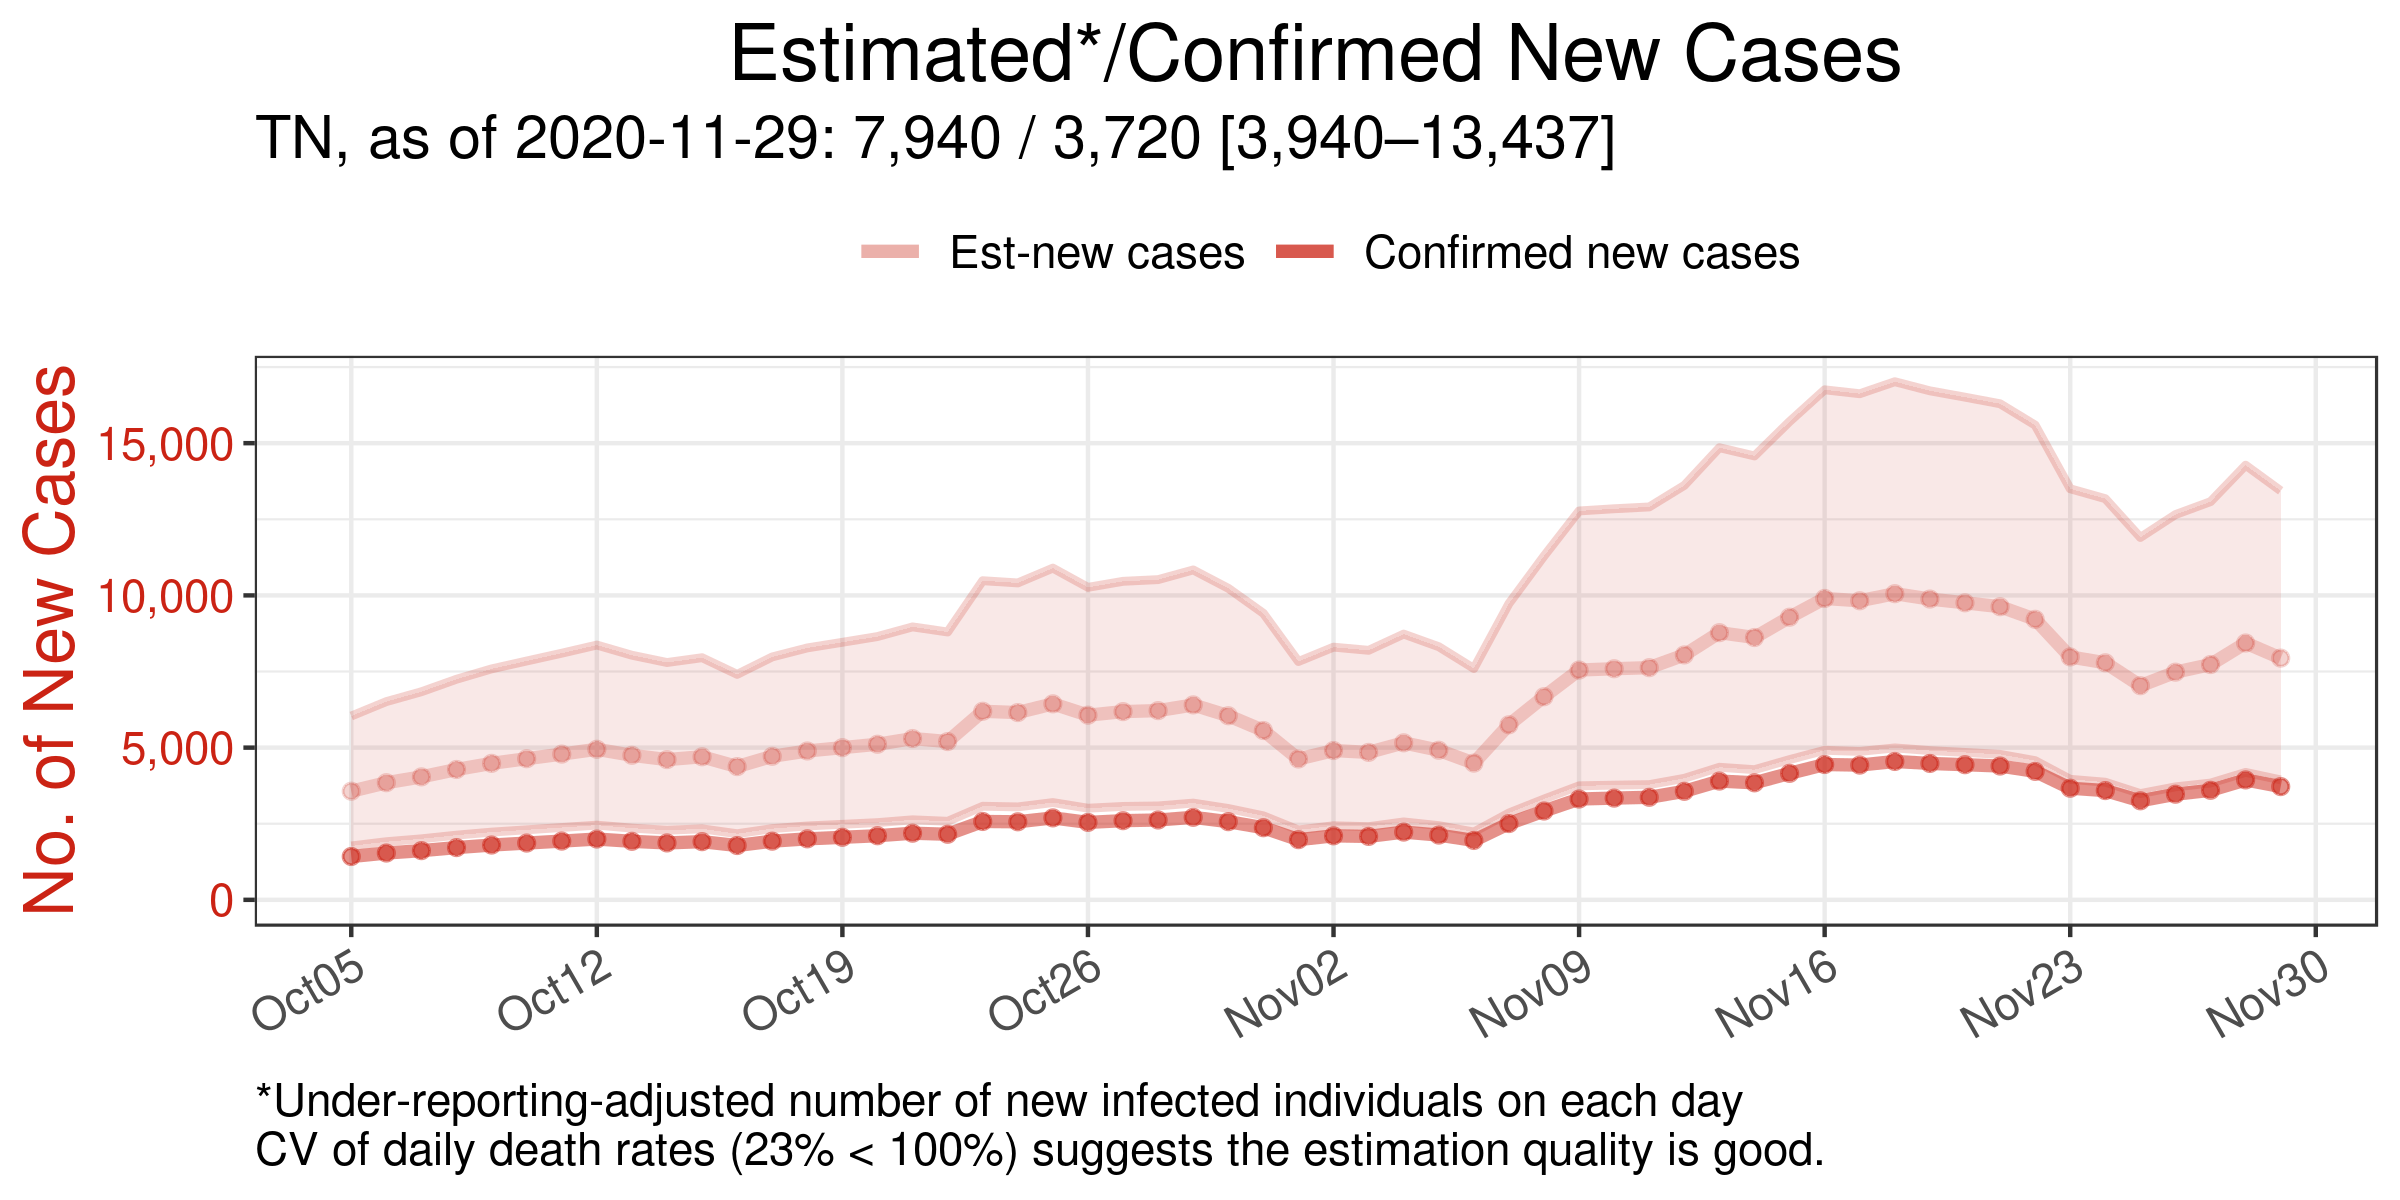 Estimated*/Confirmed New Cases
TN, as of 2020-11-29: 7,940 / 3,720 [3,940–13,437]
Est-new cases Confirmed new cases
No. of New Cases
15,000
10,000
5,000
0
Oct05 Oct12 Oct19 Oct26 Nov02 Nov09 Nov16 Nov23 Nov30
*Under-reporting-adjusted number of new infected individuals on each day
CV of daily death rates (23% < 100%) suggests the estimation quality is good.